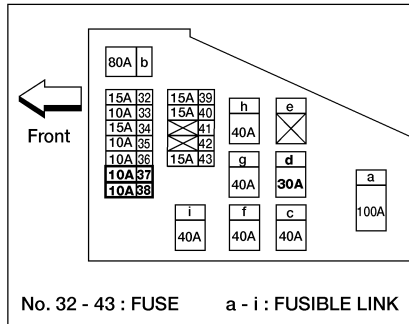 80A b
15A 32
10A 33
15A 34
10A 35
10A 36
10A 37
10A 38
15A 39
15A 40
41
42
15A 43
h
40A
e
g
40A
d
30A
a
100A
i
40A
f
40A
c
40A
Front
No. 32 - 43 : FUSE a - i : FUSIBLE LINK